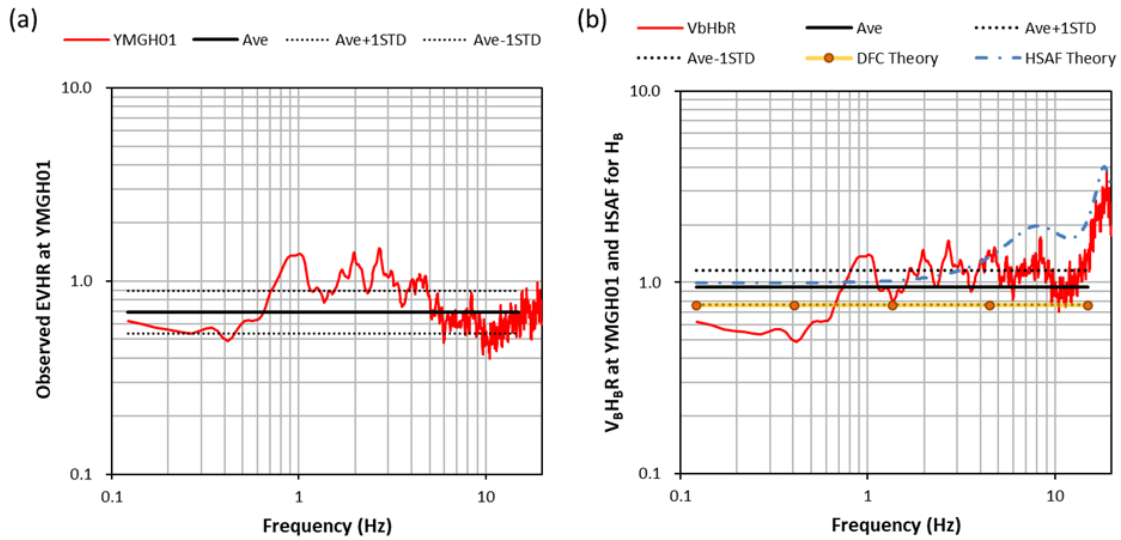 (a)
YMGH01 Ave Ave+1STD Ave-1STD
Observed EVHR at YMGH01
10.0
1.0
0.1
0.1 1 10
Frequency (Hz)
(b)
VbHbR Ave Ave+1STD
Ave-1STD DFC Theory HSAF Theory
V_BH_BR at YMGH01 and HSAF for H_B
10.0
1.0
0.1
0.1 1 10
Frequency (Hz)